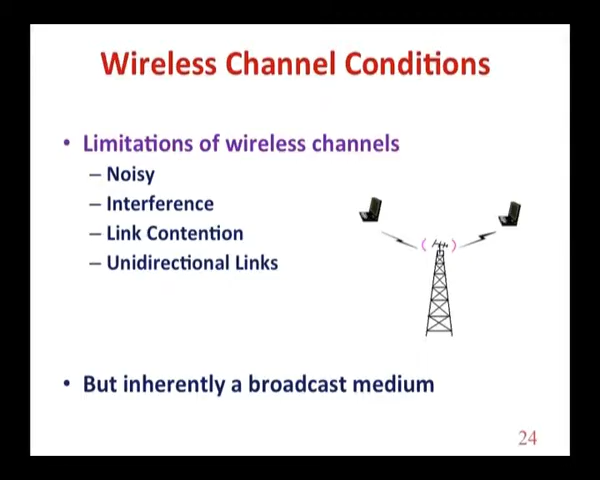 Wireless Channel Conditions
• Limitations of wireless channels
– Noisy
– Interference
– Link Contention
– Unidirectional Links
• But inherently a broadcast medium
24